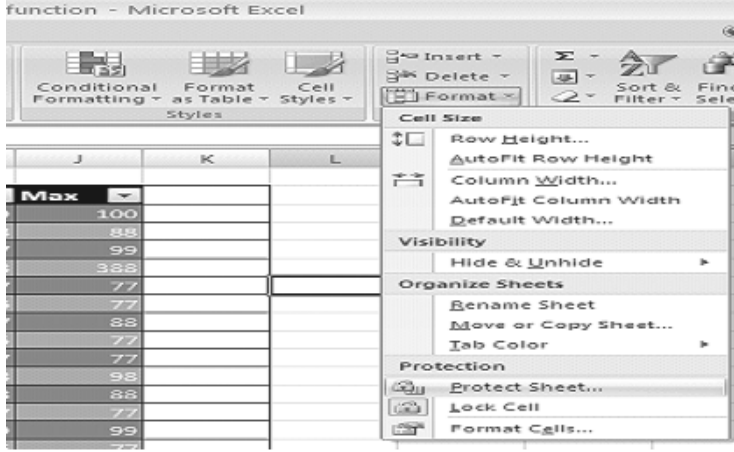 function - Microsoft Excel
Conditional Formatting
Format as Table
Cell Styles
Styles
Insert
Delete
Format
Σ
Sort & Filter
Cell Size
Row Height...
AutoFit Row Height
Column Width...
AutoFit Column Width
Default Width...
Visibility
Hide & Unhide
Organize Sheets
Rename Sheet
Move or Copy Sheet...
Tab Color
Protection
Protect Sheet...
Lock Cell
Format Cells...
J K L
Max
100
88
99
388
77
77
88
77
77
98
88
77
99
77